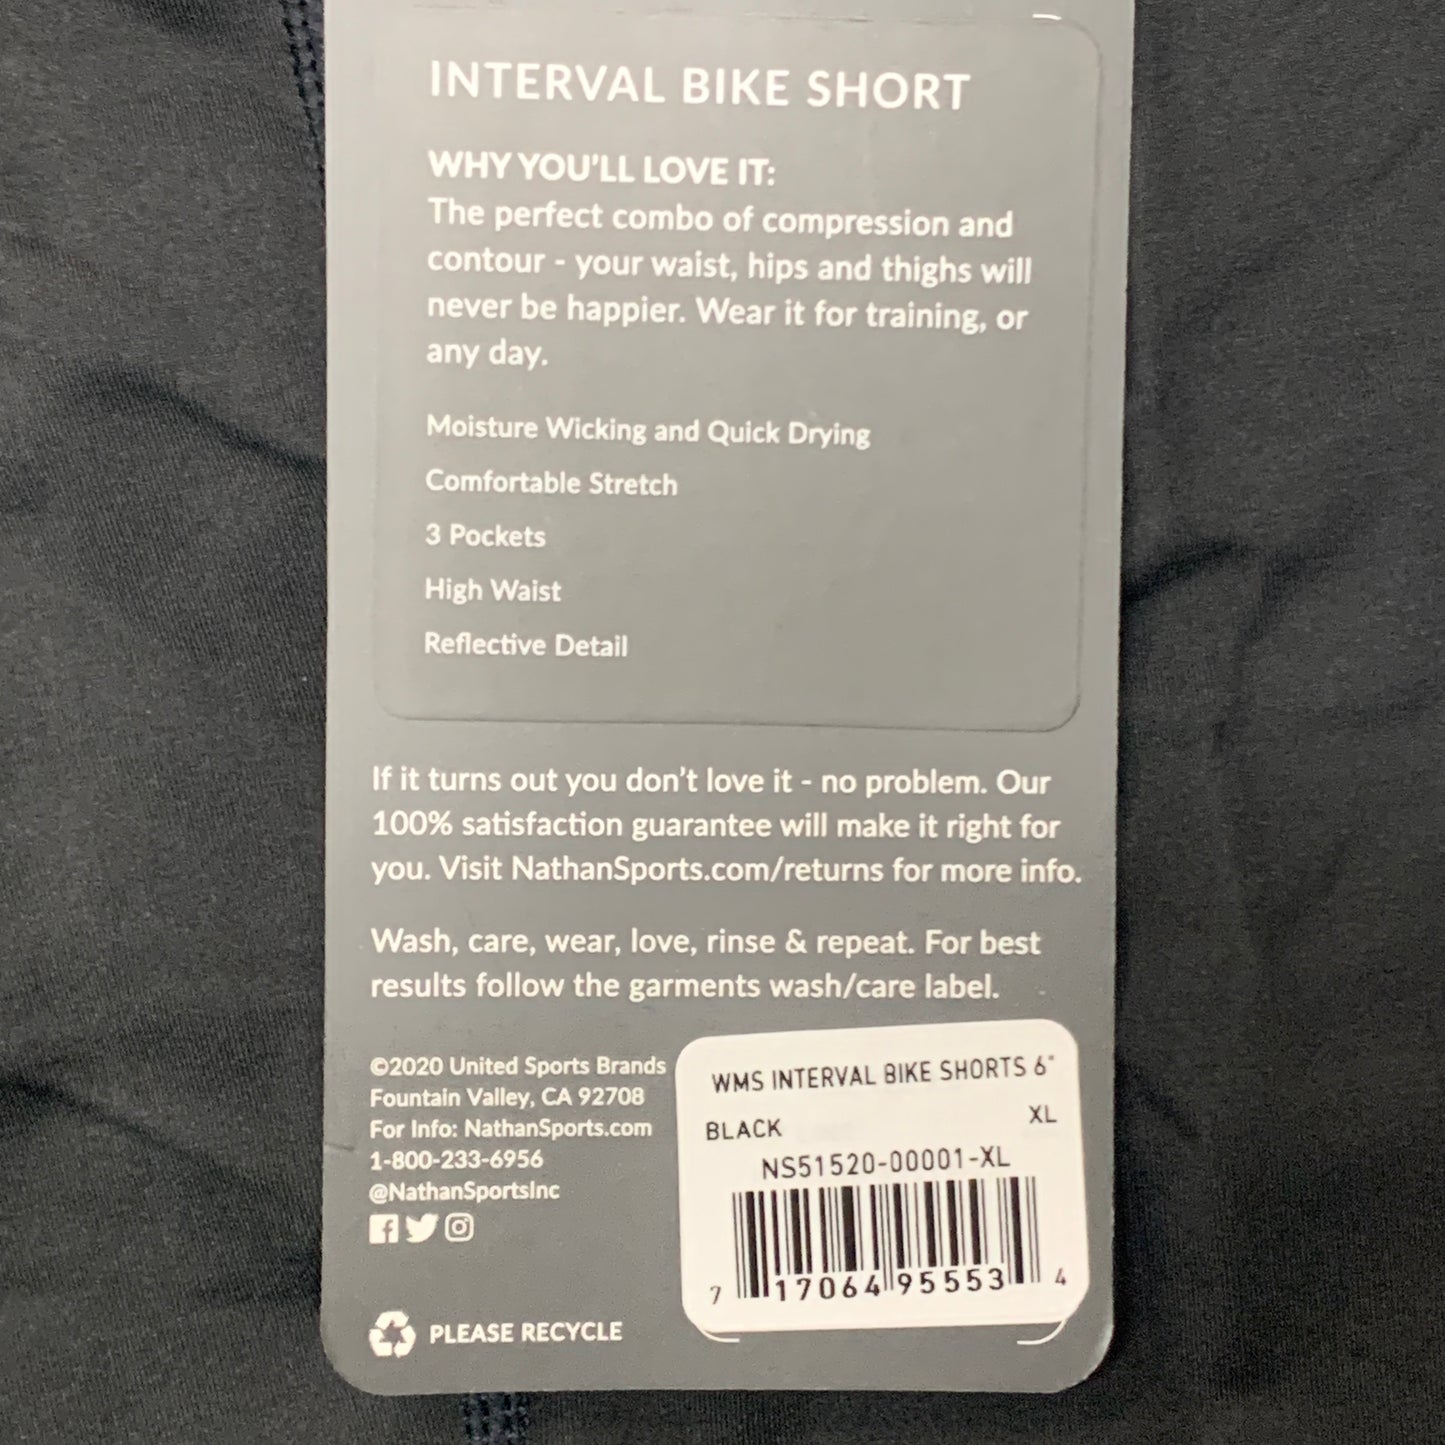 INTERVAL BIKE SHORT
WHY YOU'LL LOVE IT:
The perfect combo of compression and
contour - your waist, hips and thighs will
never be happier. Wear it for training, or
any day.
Moisture Wicking and Quick Drying
Comfortable Stretch
3 Pockets
High Waist
Reflective Detail
If it turns out you don't love it - no problem. Our
100% satisfaction guarantee will make it right for
you. Visit NathanSports.com/returns for more info.
Wash, care, wear, love, rinse & repeat. For best
results follow the garments wash/care label.
©2020 United Sports Brands
Fountain Valley, CA 92708
For Info: NathanSports.com
1-800-233-6956
@NathanSportsInc
PLEASE RECYCLE
WMS INTERVAL BIKE SHORTS 6"
BLACK XL
NS51520-00001-XL
7 17064 95553 4